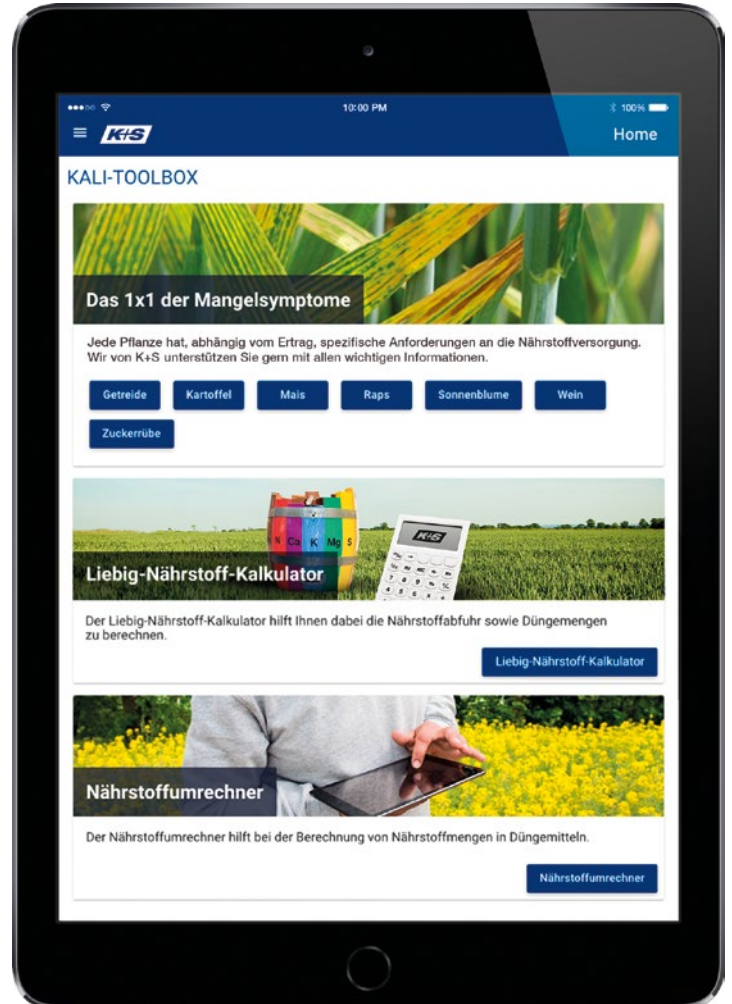 10:00 PM
100%
K+S
Home
KALI-TOOLBOX
Das 1x1 der Mangelsymptome
Jede Pflanze hat, abhängig vom Ertrag, spezifische Anforderungen an die Nährstoffversorgung.
Wir von K+S unterstützen Sie gern mit allen wichtigen Informationen.
Getreide
Kartoffel
Mais
Raps
Sonnenblume
Wein
Zuckerrübe
N Ca K Mg S
K+S
Liebig-Nährstoff-Kalkulator
Der Liebig-Nährstoff-Kalkulator hilft Ihnen dabei die Nährstoffabfuhr sowie Düngemengen
zu berechnen.
Liebig-Nährstoff-Kalkulator
Nährstoffumrechner
Der Nährstoffumrechner hilft bei der Berechnung von Nährstoffmengen in Düngemitteln.
Nährstoffumrechner